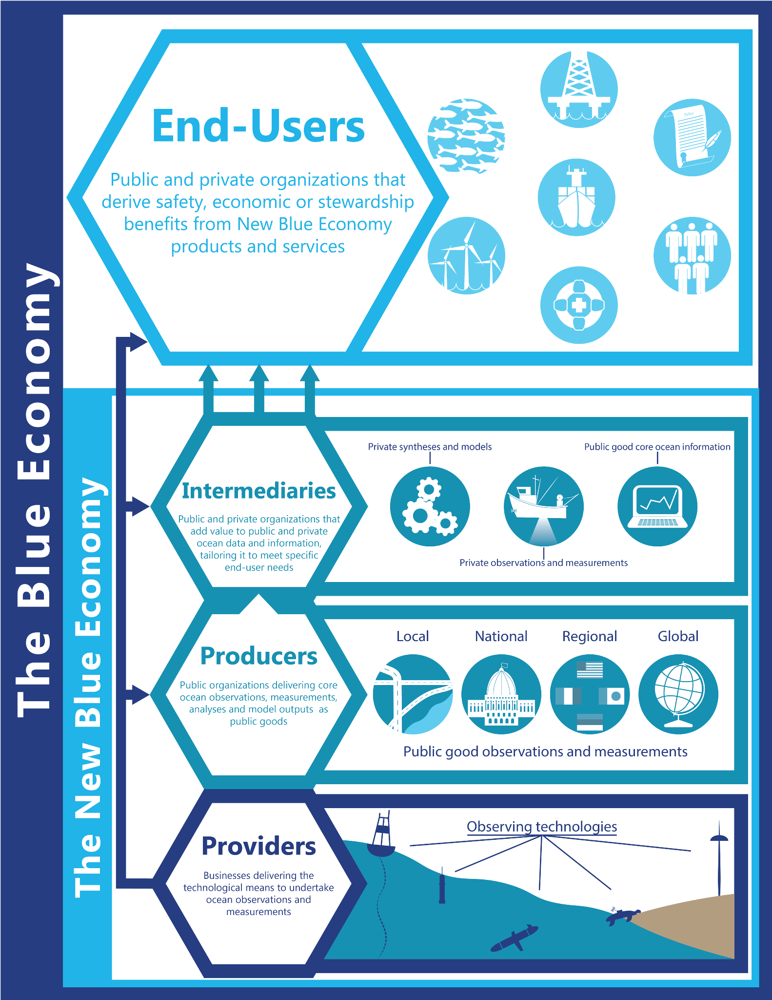 The Blue Economy
The New Blue Economy
End-Users
Public and private organizations that
derive safety, economic or stewardship
benefits from New Blue Economy
products and services
Policy
Intermediaries
Public and private organizations that
add value to public and private
ocean data and information,
tailoring it to meet specific
end-user needs
Private syntheses and models
Public good core ocean information
Private observations and measurements
Producers
Public organizations delivering core
ocean observations, measurements,
analyses and model outputs as
public goods
Local
National
Regional
Global
Public good observations and measurements
Providers
Businesses delivering the
technological means to undertake
ocean observations and
measurements
Observing technologies